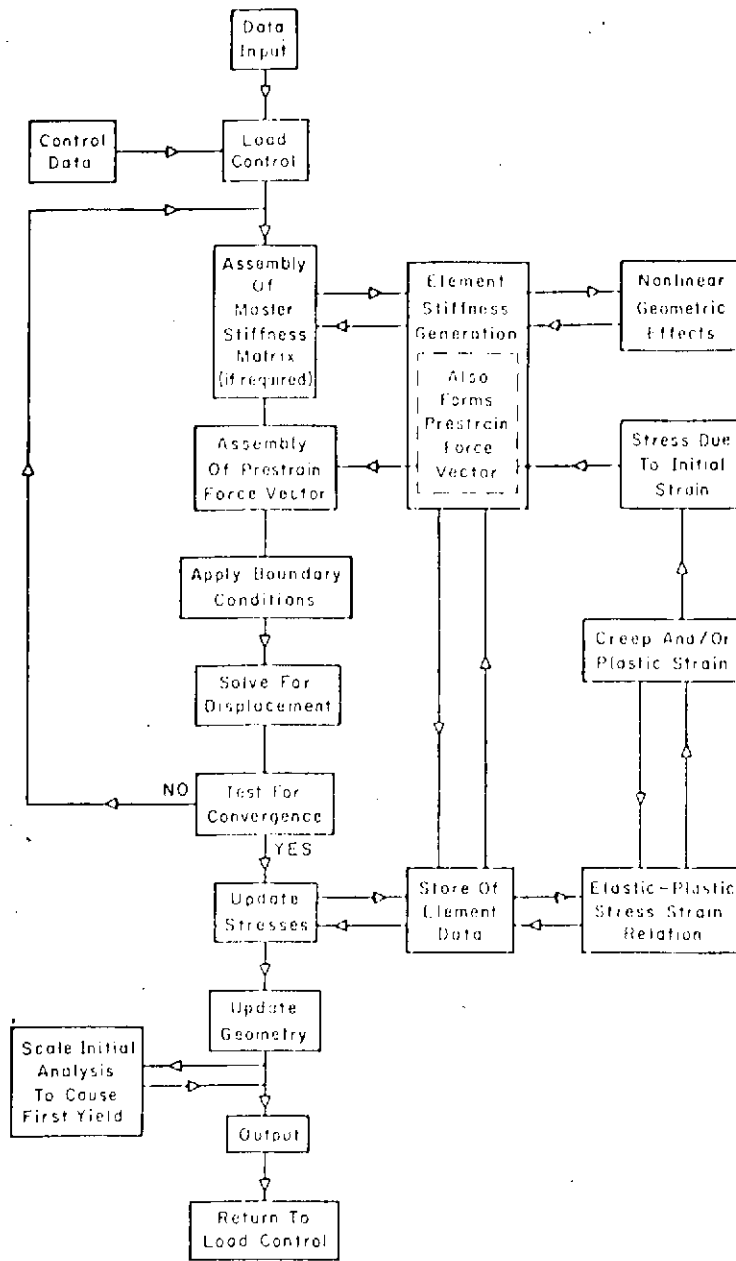 Data
Input
Control
Data
Load
Control
Assembly
Of
Master
Stiffness
Matrix
(if required)
Element
Stiffness
Generation
Also
Forms
Prestrain
Force
Vector
Nonlinear
Geometric
Effects
Assembly
Of Prestrain
Force Vector
Stress Due
To Initial
Strain
Apply Boundary
Conditions
Creep And/Or
Plastic Strain
Solve For
Displacement
NO
Test For
Convergence
YES
Update
Stresses
Store Of
Element
Data
Elastic-Plastic
Stress Strain
Relation
Update
Geometry
Scale Initial
Analysis
To Cause
First Yield
Output
Return To
Load Control